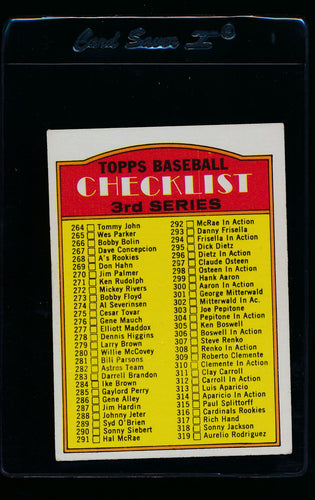 Card Saver I®
TOPPS BASEBALL
CHECKLIST
3rd SERIES
264 Tommy John
265 Wes Parker
266 Bobby Bolin
267 Dave Concepcion
268 A's Rookies
269 Don Hahn
270 Jim Palmer
271 Ken Rudolph
272 Mickey Rivers
273 Bobby Floyd
274 Al Severinsen
275 Cesar Tovar
276 Gene Mauch
277 Elliott Maddox
278 Dennis Higgins
279 Larry Brown
280 Willie McCovey
281 Bill Parsons
282 Astros Team
283 Darrell Brandon
284 Ike Brown
285 Gaylord Perry
286 Gene Alley
287 Jim Hardin
288 Johnny Jeter
289 Syd O'Brien
290 Sonny Siebert
291 Hal McRae
292 McRae In Action
293 Danny Frisella
294 Frisella In Action
295 Dick Dietz
296 Dietz In Action
297 Claude Osteen
298 Osteen In Action
299 Hank Aaron
300 Aaron In Action
301 George Mitterwald
302 Mitterwald In Ac.
303 Joe Pepitone
304 Pepitone In Action
305 Ken Boswell
306 Boswell In Action
307 Steve Renko
308 Renko In Action
309 Roberto Clemente
310 Clemente In Action
311 Clay Carroll
312 Carroll In Action
313 Luis Aparicio
314 Aparicio In Action
315 Paul Splittorff
316 Cardinals Rookies
317 Rich Hand
318 Sonny Jackson
319 Aurelio Rodriguez